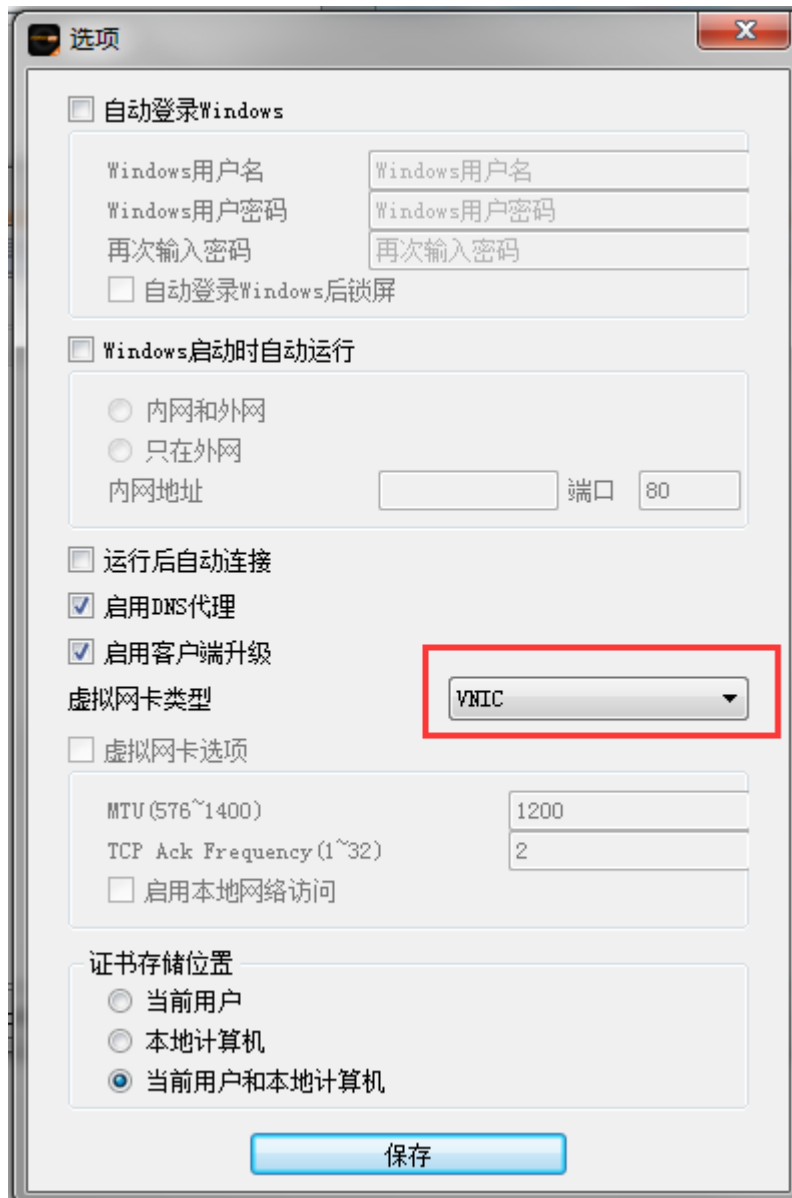 选项
自动登录Windows
Windows用户名 Windows用户名
Windows用户密码 Windows用户密码
再次输入密码 再次输入密码
自动登录Windows后锁屏
Windows启动时自动运行
内网和外网
只在外网
内网地址 端口 80
运行后自动连接
启用DNS代理
启用客户端升级
虚拟网卡类型 VNIC
虚拟网卡选项
MTU(576~1400) 1200
TCP Ack Frequency(1~32) 2
启用本地网络访问
证书存储位置
当前用户
本地计算机
当前用户和本地计算机
保存